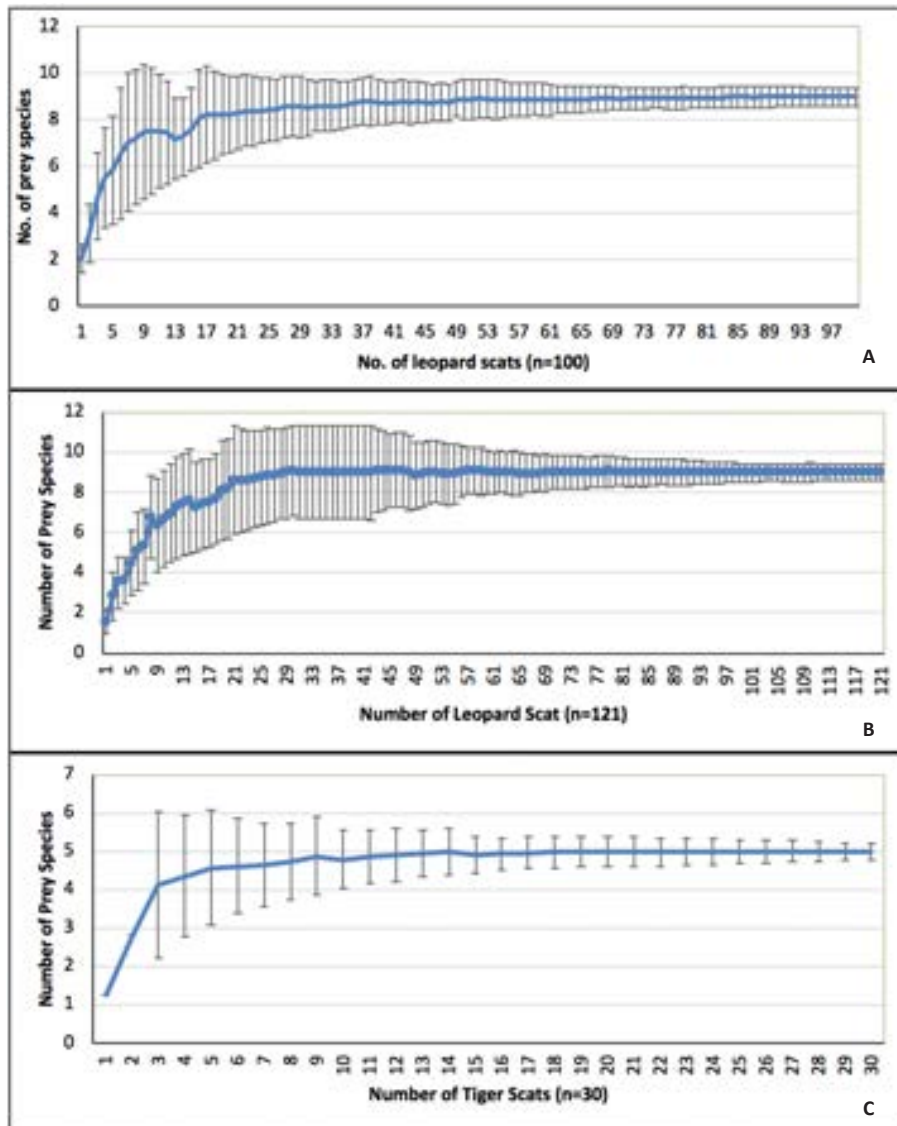 No. of prey species
12
10
8
6
4
2
0
1 5 9 13 17 21 25 29 33 37 41 45 49 53 57 61 65 69 73 77 81 85 89 93 97
No. of leopard scats (n=100)
A
Number of Prey Species
12
10
8
6
4
2
0
1 5 9 13 17 21 25 29 33 37 41 45 49 53 57 61 65 69 73 77 81 85 89 93 97 101 105 109 113 117 121
Number of Leopard Scat (n=121)
B
Number of Prey Species
7
6
5
4
3
2
1
0
1 2 3 4 5 6 7 8 9 10 11 12 13 14 15 16 17 18 19 20 21 22 23 24 25 26 27 28 29 30
Number of Tiger Scats (n=30)
C